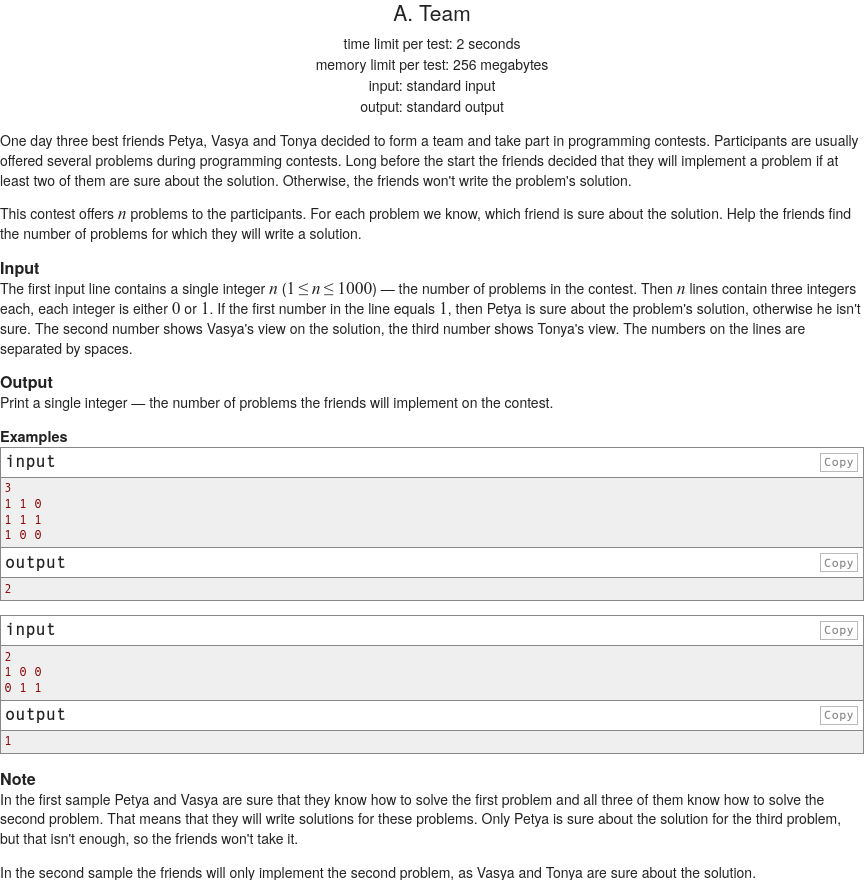 A. Team
time limit per test: 2 seconds
memory limit per test: 256 megabytes
input: standard input
output: standard output
One day three best friends Petya, Vasya and Tonya decided to form a team and take part in programming contests. Participants are usually
offered several problems during programming contests. Long before the start the friends decided that they will implement a problem if at
least two of them are sure about the solution. Otherwise, the friends won't write the problem's solution.
This contest offers n problems to the participants. For each problem we know, which friend is sure about the solution. Help the friends find
the number of problems for which they will write a solution.
Input
The first input line contains a single integer n (1 ≤ n ≤ 1000) — the number of problems in the contest. Then n lines contain three integers
each, each integer is either 0 or 1. If the first number in the line equals 1, then Petya is sure about the problem's solution, otherwise he isn't
sure. The second number shows Vasya's view on the solution, the third number shows Tonya's view. The numbers on the lines are
separated by spaces.
Output
Print a single integer — the number of problems the friends will implement on the contest.
Examples
input Copy
3
1 1 0
1 1 1
1 0 0
output Copy
2
input Copy
2
1 0 0
0 1 1
output Copy
1
Note
In the first sample Petya and Vasya are sure that they know how to solve the first problem and all three of them know how to solve the
second problem. That means that they will write solutions for these problems. Only Petya is sure about the solution for the third problem,
but that isn't enough, so the friends won't take it.
In the second sample the friends will only implement the second problem, as Vasya and Tonya are sure about the solution.